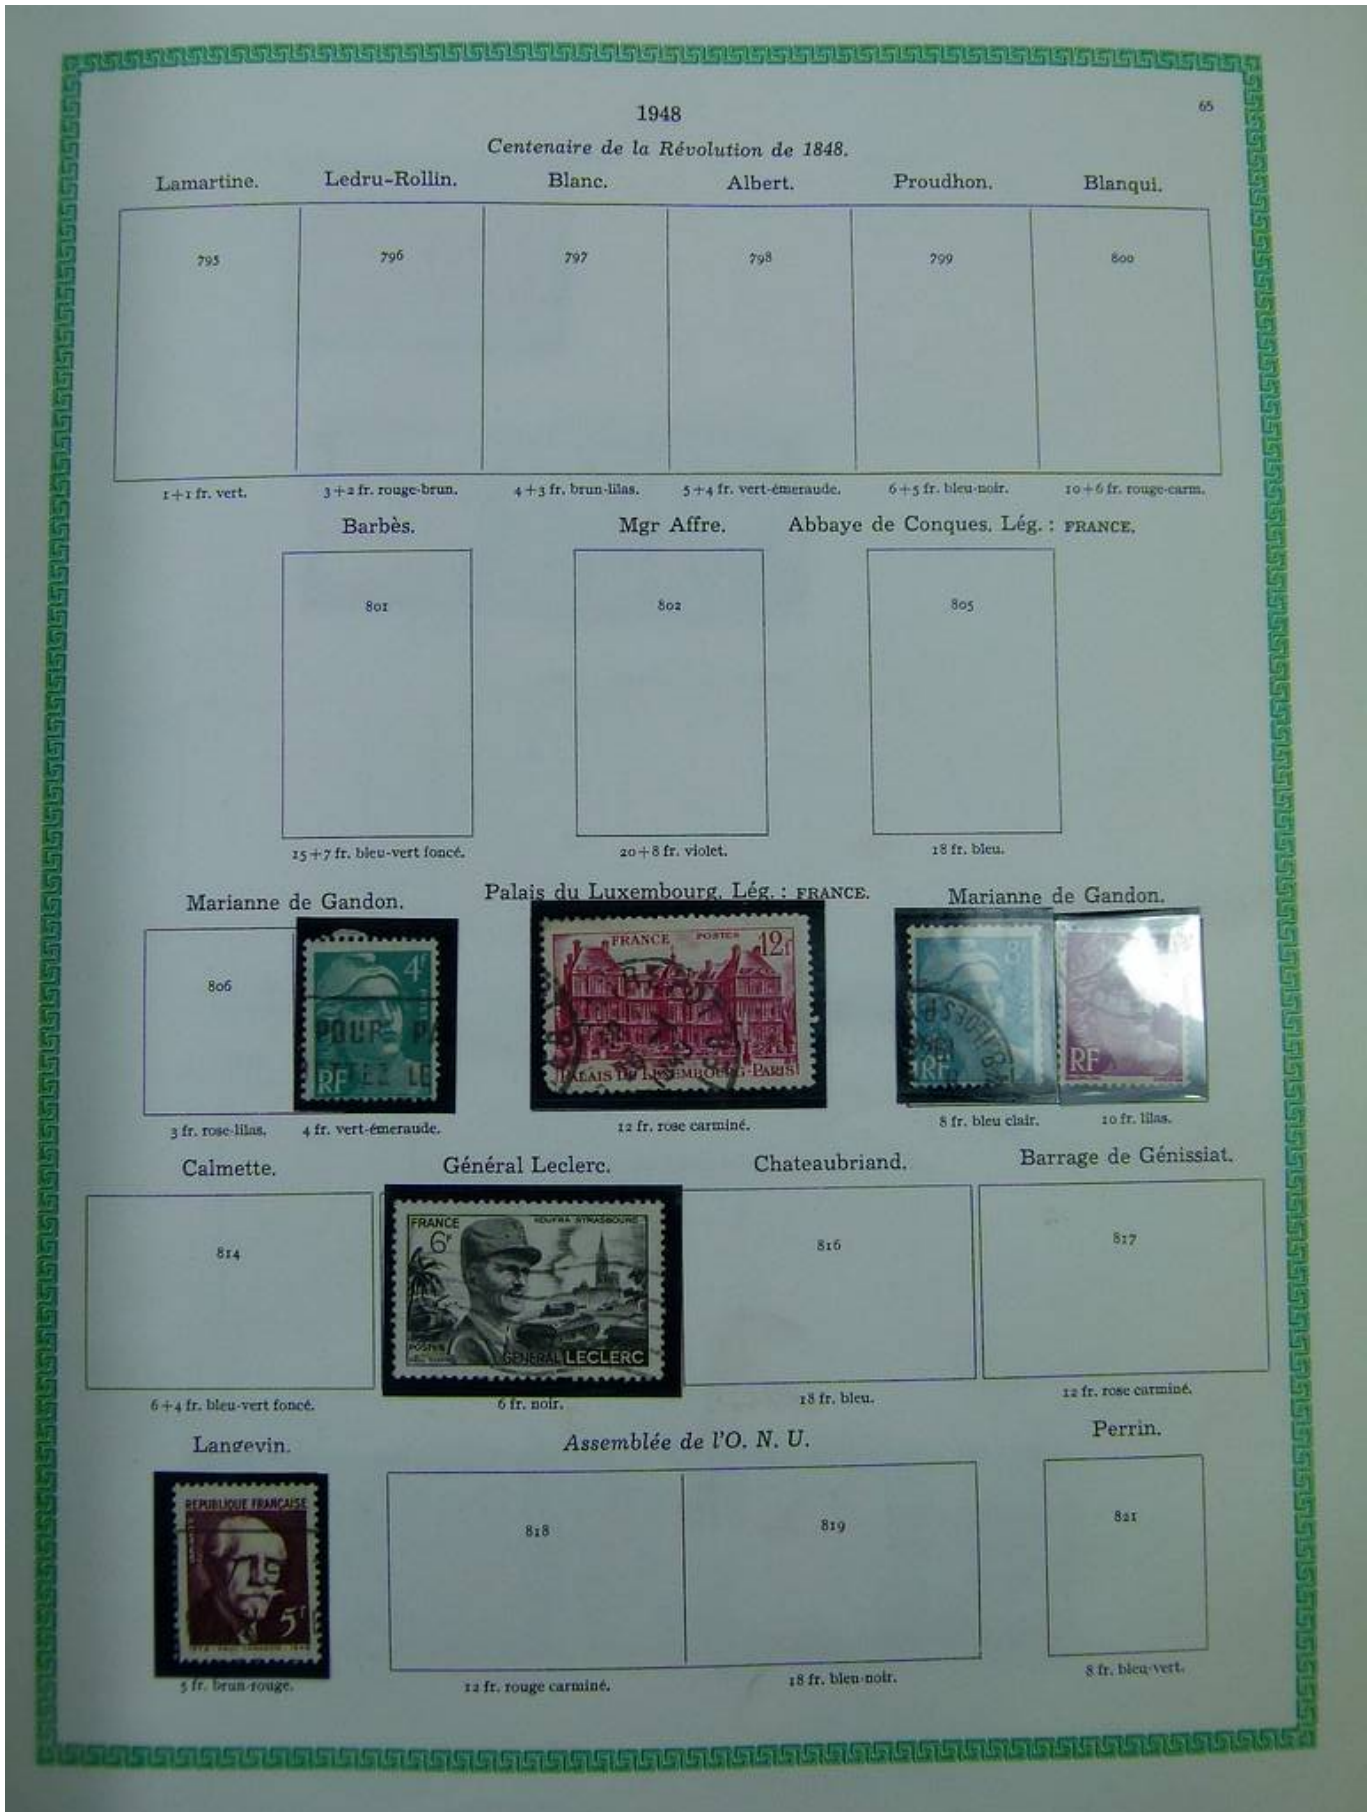 1948
65
Centenaire de la Révolution de 1848.
Lamartine. Ledru-Rollin. Blanc. Albert. Proudhon. Blanqui.
795 796 797 798 799 800
1+1 fr. vert. 3+2 fr. rouge-brun. 4+3 fr. brun-lilas. 5+4 fr. vert-émeraude. 6+5 fr. bleu-noir. 10+6 fr. rouge-carm.
Barbès. Mgr Affre. Abbaye de Conques. Lég. : FRANCE.
801 802 805
15+7 fr. bleu-vert foncé. 20+8 fr. violet. 18 fr. bleu.
Marianne de Gandon. Palais du Luxembourg. Lég. : FRANCE. Marianne de Gandon.
806
4F
POUR
LE
RF
FRANCE POSTES 12F
PALAIS DU LUXEMBOURG-PARIS
8F
RF
RF
3 fr. rose-lilas. 4 fr. vert-émeraude. 12 fr. rose carminé. 8 fr. bleu clair. 10 fr. lilas.
Calmette. Général Leclerc. Chateaubriand. Barrage de Génissiat.
814
FRANCE KOUFRA STRASBOURG
6F
POSTES
GÉNÉRAL LECLERC
816 817
6+4 fr. bleu-vert foncé. 6 fr. noir. 18 fr. bleu. 12 fr. rose carminé.
Langevin. Assemblée de l'O. N. U. Perrin.
REPUBLIQUE FRANÇAISE
5F
818 819 821
5 fr. brun-rouge. 12 fr. rouge carminé. 18 fr. bleu-noir. 8 fr. bleu-vert.